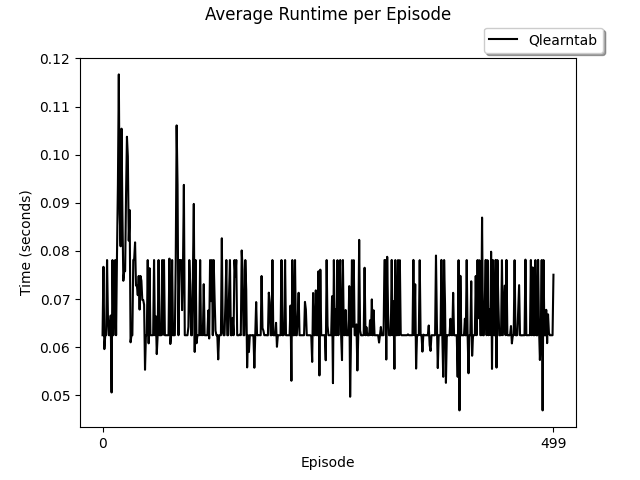 Average Runtime per Episode
Qlearntab
0.12
0.11
0.10
0.09
0.08
0.07
0.06
0.05
Time (seconds)
0
499
Episode